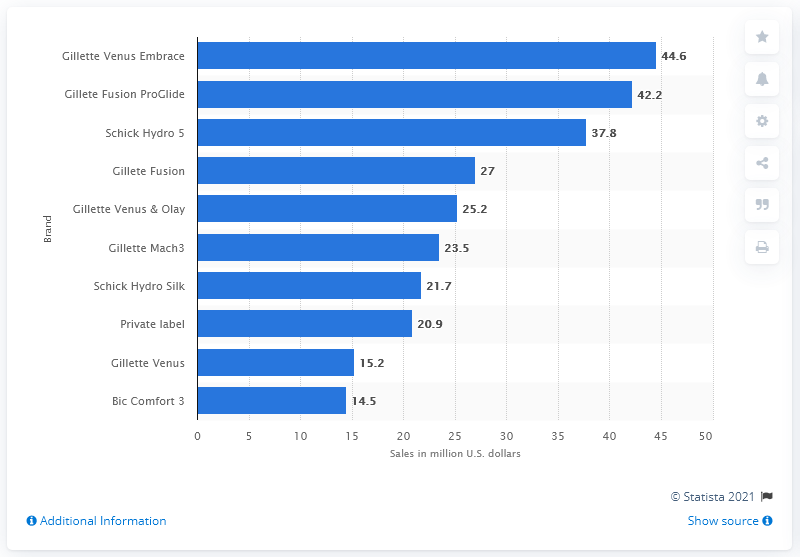 Gillette Venus Embrace 44.6
Gillete Fusion ProGlide 42.2
Schick Hydro 5 37.8
Gillete Fusion 27
Gillette Venus & Olay 25.2
Gillette Mach3 23.5
Schick Hydro Silk 21.7
Private label 20.9
Gillette Venus 15.2
Bic Comfort 3 14.5
Brand
0 5 10 15 20 25 30 35 40 45 50
Sales in million U.S. dollars
© Statista 2021
Additional Information
Show source